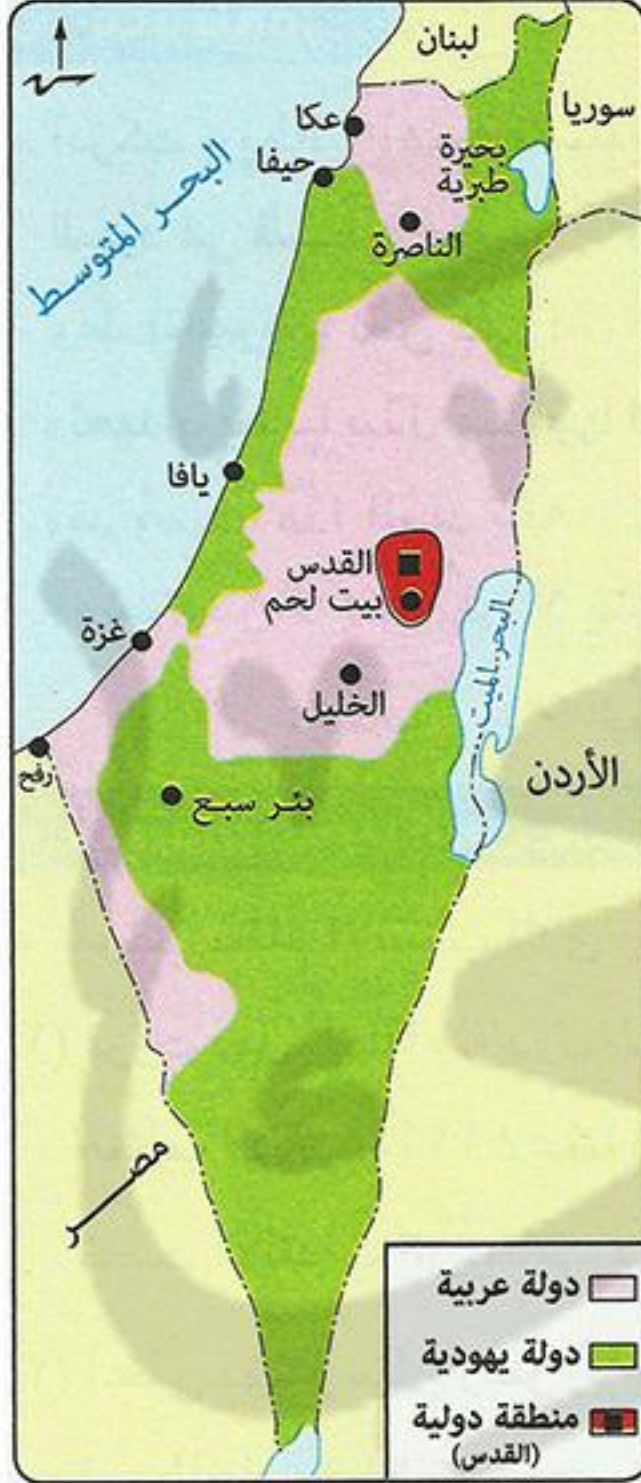 لبنان
سوريا
عكا
حيفا
بحيرة
طبرية
الناصرة
البحر المتوسط
يافا
القدس
بيت لحم
غزة
الخليل
البحر الميت
رفح
بئر سبع
الأردن
مصر
دولة عربية
دولة يهودية
منطقة دولية
(القدس)